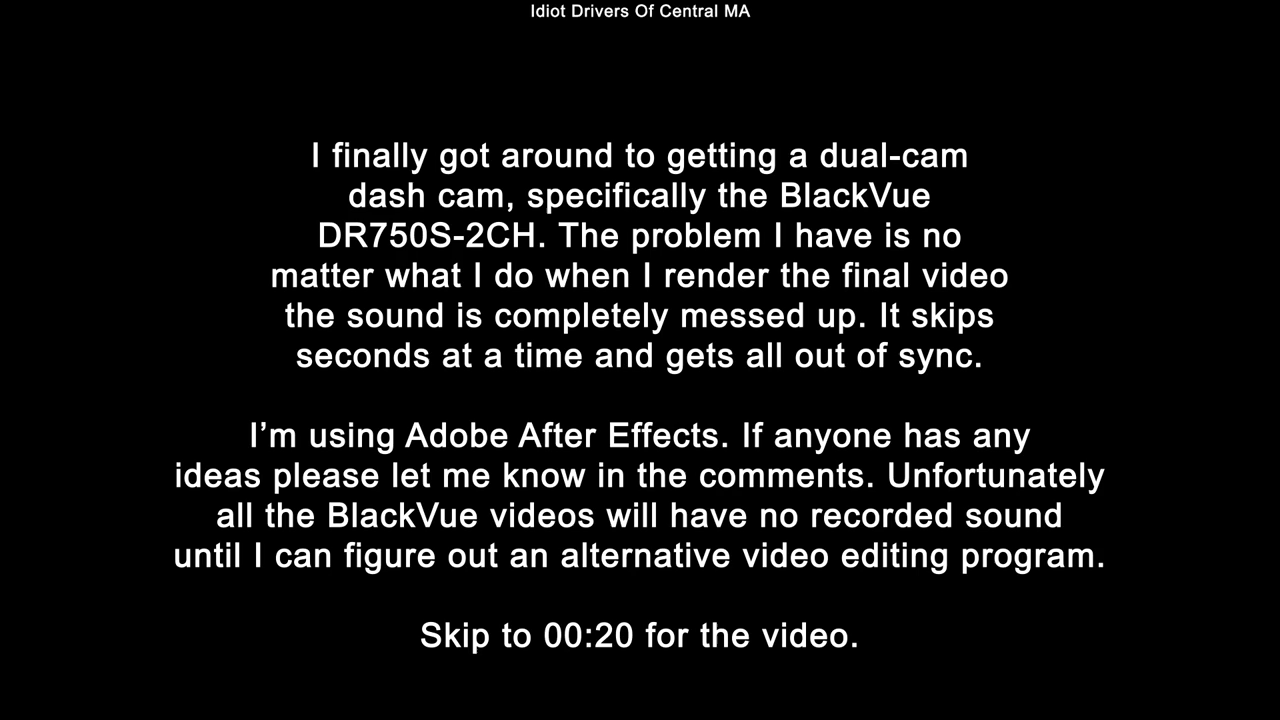 Idiot Drivers Of Central MA
I finally got around to getting a dual-cam
dash cam, specifically the BlackVue
DR750S-2CH. The problem I have is no
matter what I do when I render the final video
the sound is completely messed up. It skips
seconds at a time and gets all out of sync.
I’m using Adobe After Effects. If anyone has any
ideas please let me know in the comments. Unfortunately
all the BlackVue videos will have no recorded sound
until I can figure out an alternative video editing program.
Skip to 00:20 for the video.